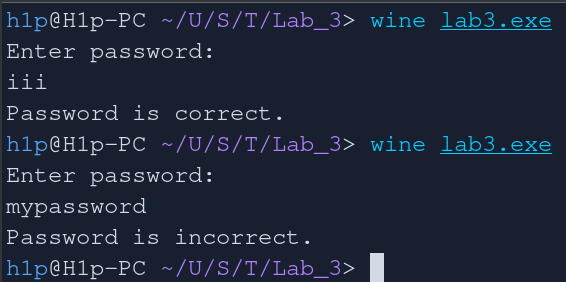 h1p@H1p-PC ~/U/S/T/Lab_3> wine lab3.exe
Enter password:
iii
Password is correct.
h1p@H1p-PC ~/U/S/T/Lab_3> wine lab3.exe
Enter password:
mypassword
Password is incorrect.
h1p@H1p-PC ~/U/S/T/Lab_3>